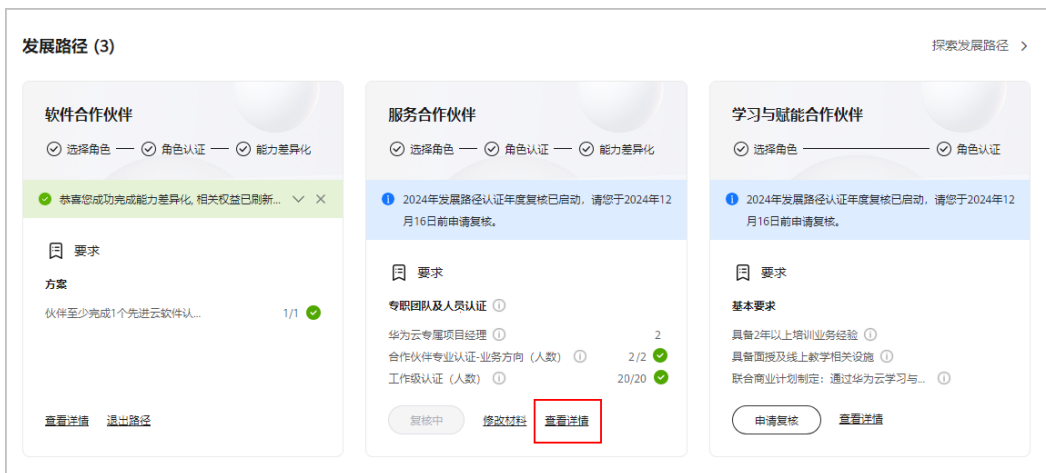 发展路径 (3)
探索发展路径 >
软件合作伙伴
选择角色 角色认证 能力差异化
恭喜您成功完成能力差异化, 相关权益已刷新...
要求
方案
伙伴至少完成1个先进云软件认... 1/1
查看详情 退出路径
服务合作伙伴
选择角色 角色认证 能力差异化
2024年发展路径认证年度复核已启动，请您于2024年12
月16日前申请复核。
要求
专职团队及人员认证
华为云专属项目经理 2
合作伙伴专业认证-业务方向（人数） 2/2
工作级认证（人数） 20/20
复核中 修改材料 查看详情
学习与赋能合作伙伴
选择角色 角色认证
2024年发展路径认证年度复核已启动，请您于2024年12
月16日前申请复核。
要求
基本要求
具备2年以上培训业务经验
具备面授及线上教学相关设施
联合商业计划制定：通过华为云学习与...
申请复核 查看详情